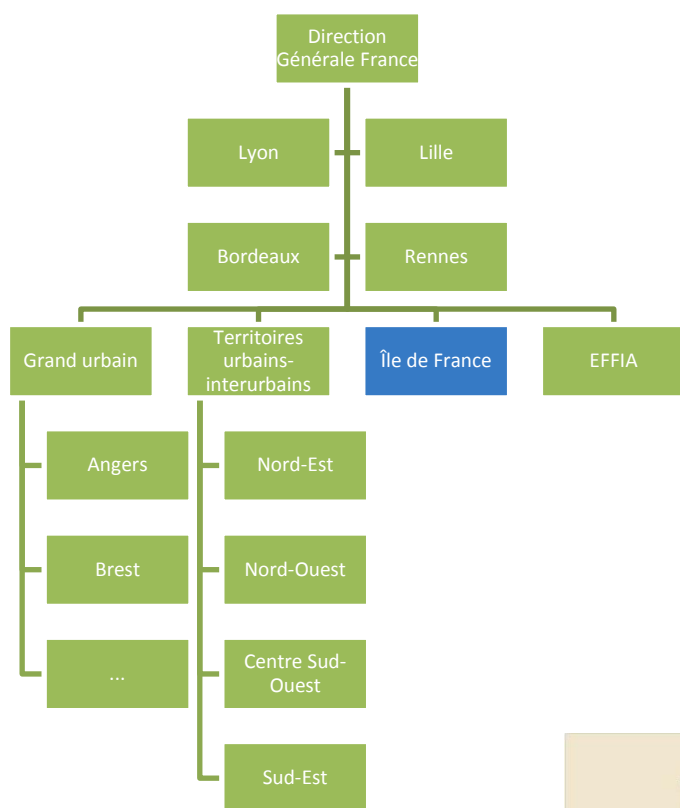 Direction
Générale France
Lyon
Lille
Bordeaux
Rennes
Grand urbain
Territoires
urbains-
interurbains
Île de France
EFFIA
Angers
Nord-Est
Brest
Nord-Ouest
...
Centre Sud-
Ouest
Sud-Est